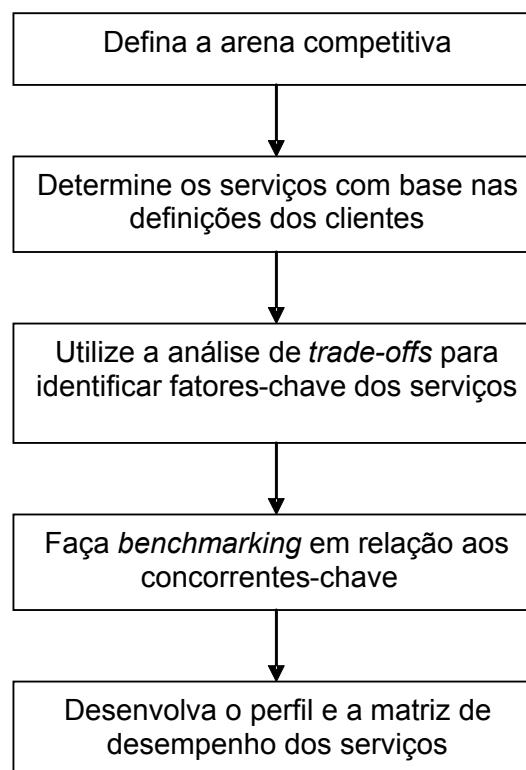 Defina a arena competitiva
Determine os serviços com base nas
definições dos clientes
Utilize a análise de trade-offs para
identificar fatores-chave dos serviços
Faça benchmarking em relação aos
concorrentes-chave
Desenvolva o perfil e a matriz de
desempenho dos serviços